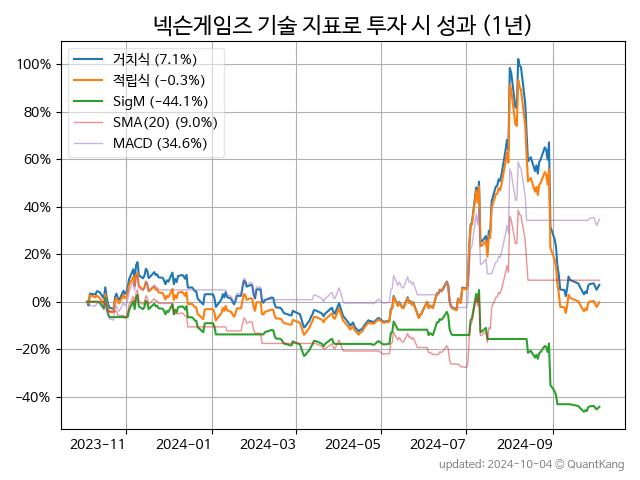 넥슨게임즈 기술 지표로 투자 시 성과 (1년)
거치식 (7.1%)
적립식 (−0.3%)
SigM (−44.1%)
SMA(20) (9.0%)
MACD (34.6%)
100%
80%
60%
40%
20%
0%
−20%
−40%
2023-11 2024-01 2024-03 2024-05 2024-07 2024-09
updated: 2024-10-04 © QuantKang